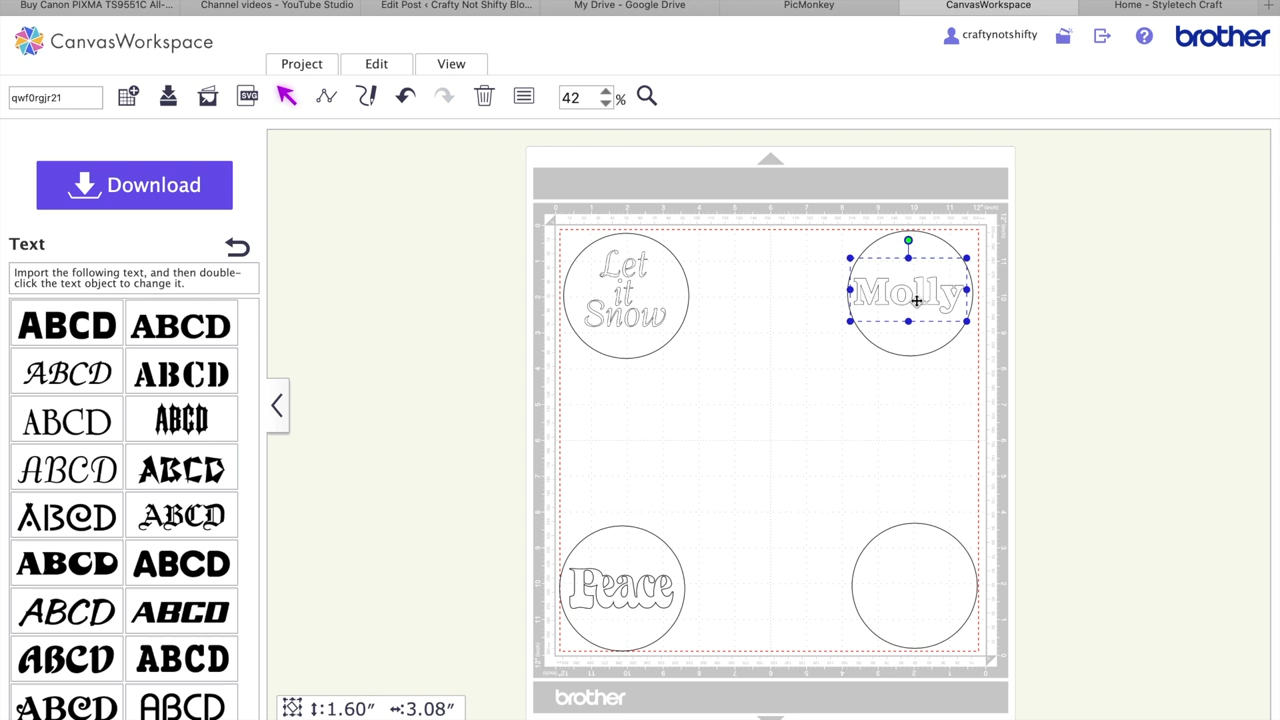 Buy Canon PIXMA TS9551C All-...
Channel videos - YouTube Studio
Edit Post ‹ Crafty Not Shifty Blo...
My Drive - Google Drive
PicMonkey
CanvasWorkspace
Home - Styletech Craft
CanvasWorkspace
craftynotshifty
brother
Project
Edit
View
qwf0rgjr21
SVG
42 %
Download
Text
Import the following text, and then double-
click the text object to change it.
ABCD ABCD
ABCD ABCD
ABCD ABCD
ABCD ABCD
ABCD ABCD
ABCD ABCD
ABCD ABCD
ABCD ABCD
ABCD ABCD
Let
it
Snow
Molly
Peace
brother
1.60″ 3.08″